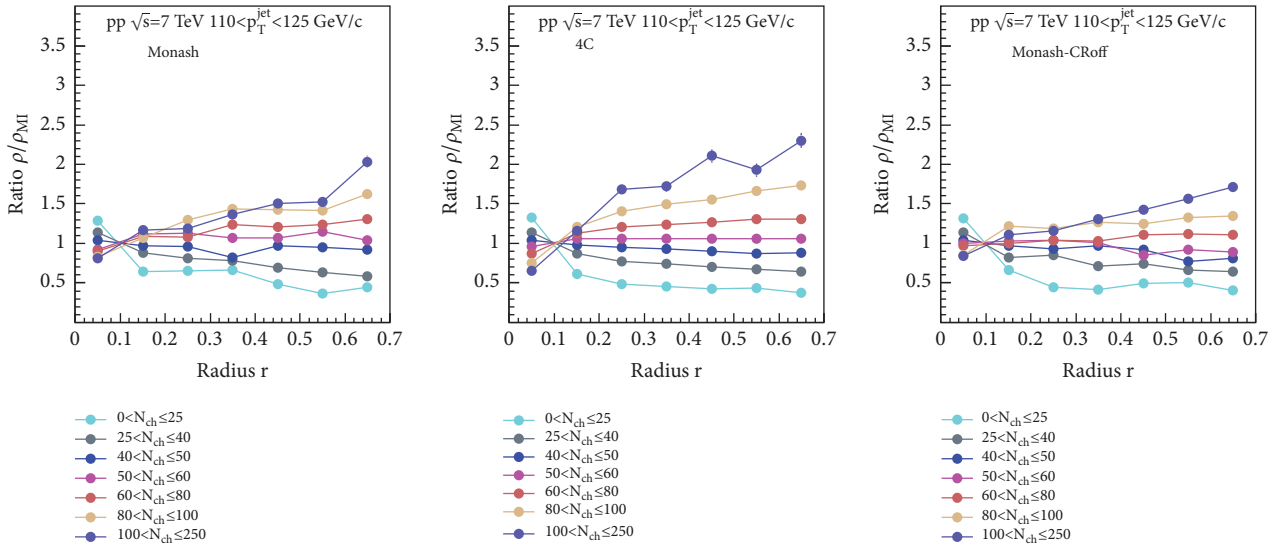 pp √s=7 TeV 110<p_T^jet<125 GeV/c
Monash
Ratio ρ/ρ_MI
3.5
3
2.5
2
1.5
1
0.5
0 0.1 0.2 0.3 0.4 0.5 0.6 0.7
Radius r
0<N_ch≤25
25<N_ch≤40
40<N_ch≤50
50<N_ch≤60
60<N_ch≤80
80<N_ch≤100
100<N_ch≤250
pp √s=7 TeV 110<p_T^jet<125 GeV/c
4C
Ratio ρ/ρ_MI
3.5
3
2.5
2
1.5
1
0.5
0 0.1 0.2 0.3 0.4 0.5 0.6 0.7
Radius r
0<N_ch≤25
25<N_ch≤40
40<N_ch≤50
50<N_ch≤60
60<N_ch≤80
80<N_ch≤100
100<N_ch≤250
pp √s=7 TeV 110<p_T^jet<125 GeV/c
Monash-CRoff
Ratio ρ/ρ_MI
3.5
3
2.5
2
1.5
1
0.5
0 0.1 0.2 0.3 0.4 0.5 0.6 0.7
Radius r
0<N_ch≤25
25<N_ch≤40
40<N_ch≤50
50<N_ch≤60
60<N_ch≤80
80<N_ch≤100
100<N_ch≤250